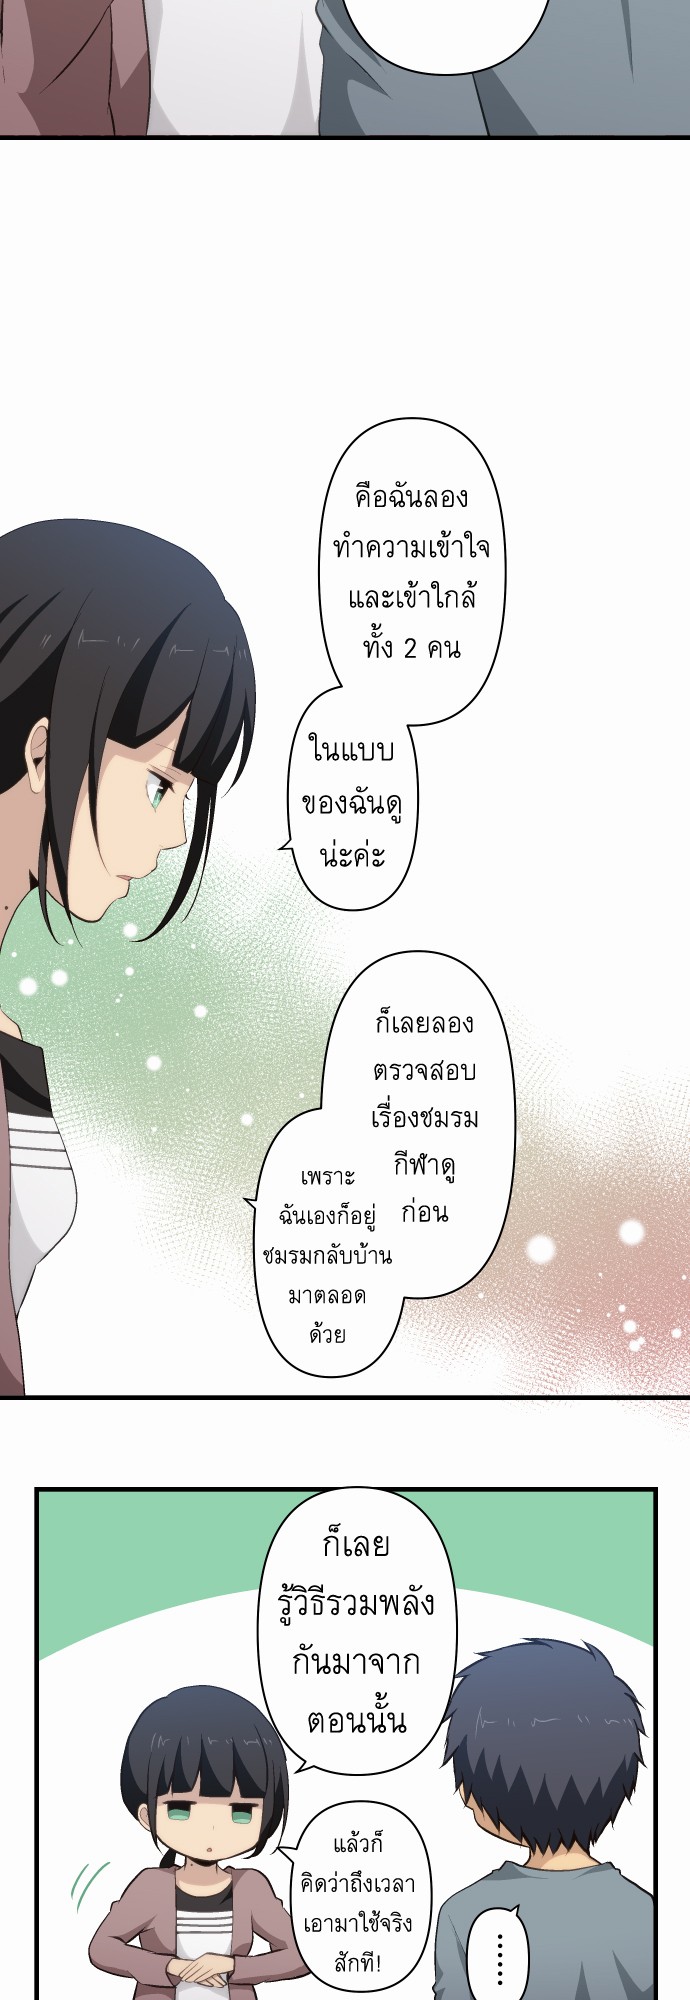 คือฉันลอง
ทำความเข้าใจ
และเข้าใกล้
ทั้ง 2 คน
ในแบบ
ของฉันดู
น่ะค่ะ
ก็เลยลอง
ตรวจสอบ
เรื่องชมรม
กีฬาดู
ก่อน
เพราะ
ฉันเองก็อยู่
ชมรมกลับบ้าน
มาตลอด
ด้วย
ก็เลย
รู้วิธีรวมพลัง
กันมาจาก
ตอนนั้น
แล้วก็
คิดว่าถึงเวลา
เอามาใช้จริง
สักที!
......